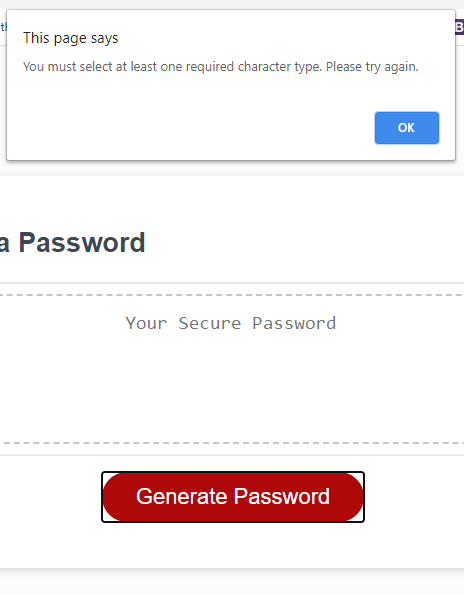 This page says
You must select at least one required character type. Please try again.
OK
a Password
Your Secure Password
Generate Password